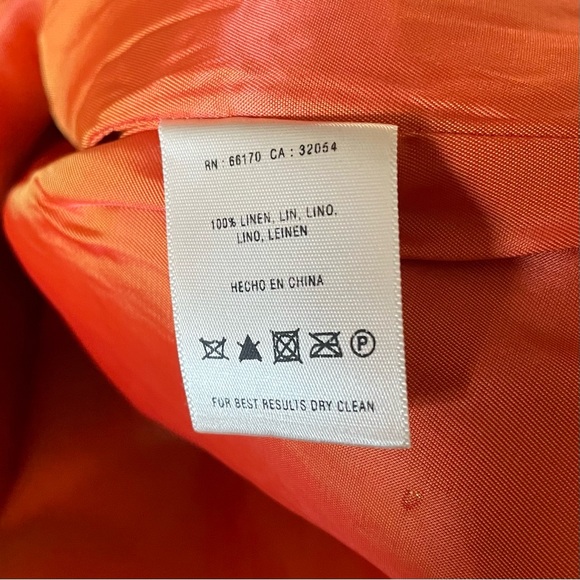 RN : 66170 CA : 32054
100% LINEN, LIN, LINO,
LINO, LEINEN
HECHO EN CHINA
P
FOR BEST RESULTS DRY CLEAN